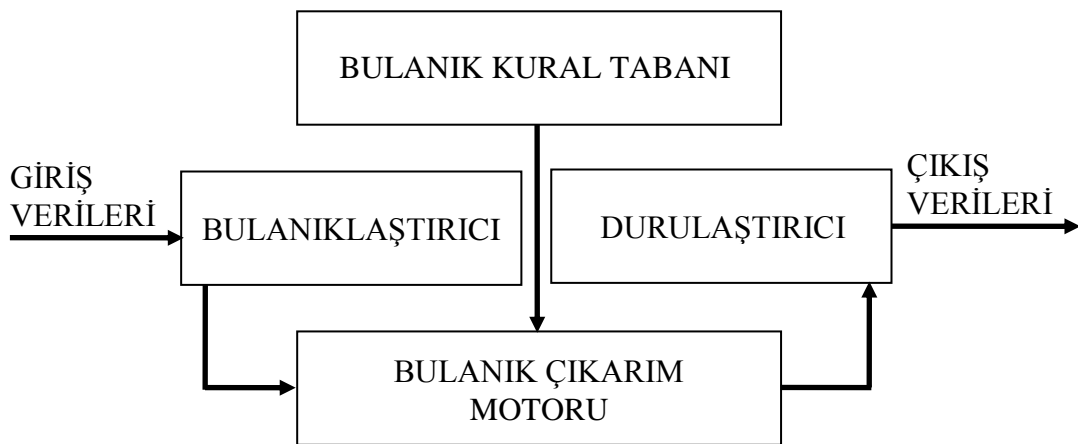 BULANIK KURAL TABANI
GİRİŞ
VERİLERİ
BULANIKLAŞTIRICI
DURULAŞTIRICI
ÇIKIŞ
VERİLERİ
BULANIK ÇIKARIM
MOTORU